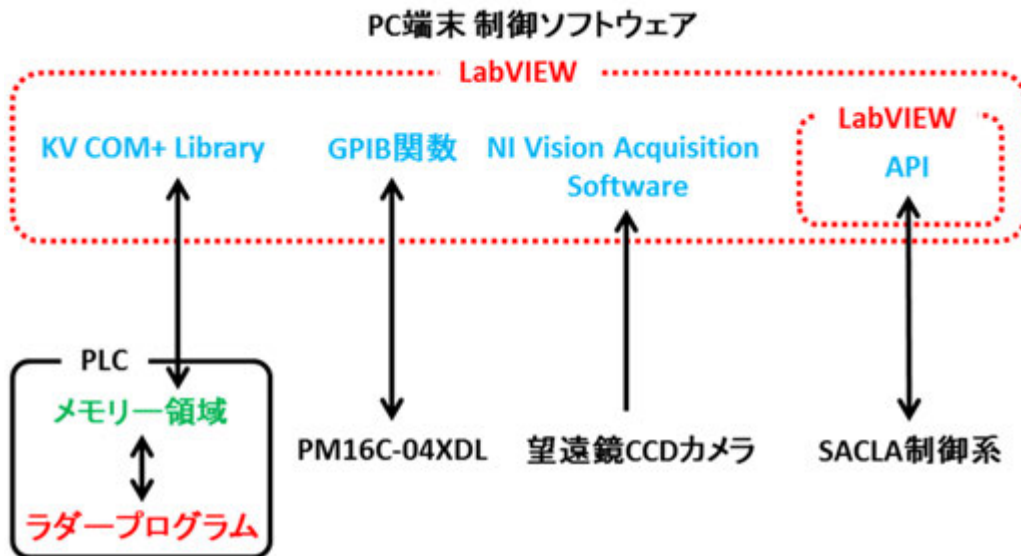 PC端末 制御ソフトウェア
LabVIEW
KV COM+ Library
GPIB関数
NI Vision Acquisition
Software
LabVIEW
API
PLC
メモリー領域
ラダープログラム
PM16C-04XDL
望遠鏡CCDカメラ
SACLA制御系